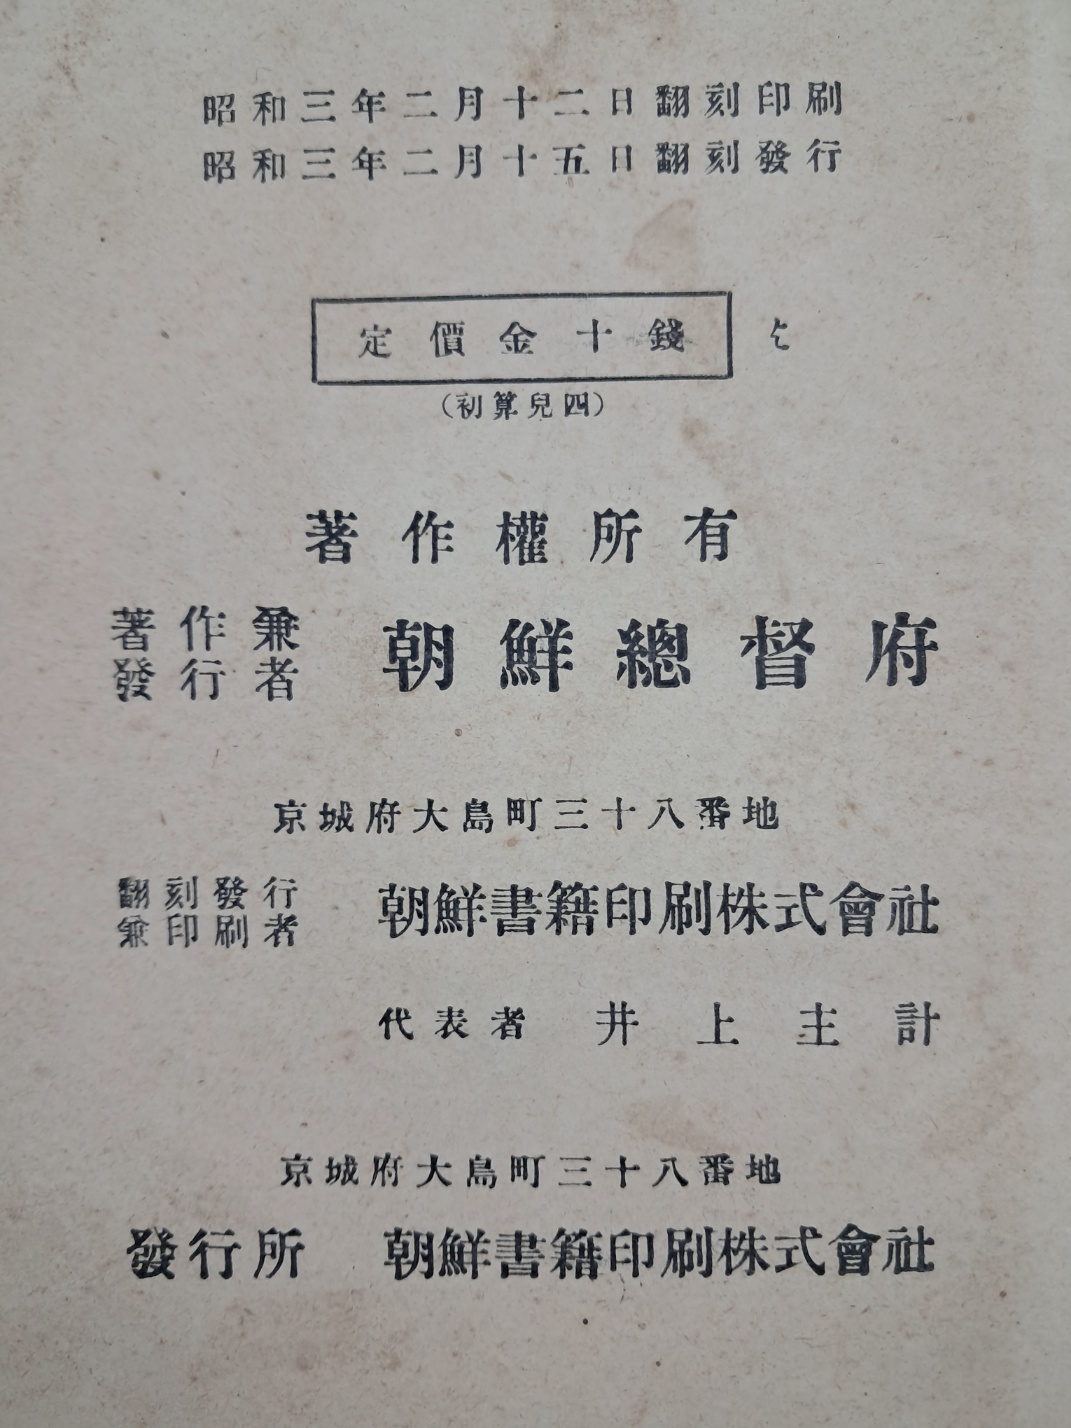 昭和三年二月十二日翻刻印刷
昭和三年二月十五日翻刻發行
定價金十錢
(初算兒四)
著作權所有
著作兼
發行者
朝鮮總督府
京城府大島町三十八番地
翻刻發行
兼印刷者
朝鮮書籍印刷株式會社
代表者 井上主計
京城府大島町三十八番地
發行所 朝鮮書籍印刷株式會社